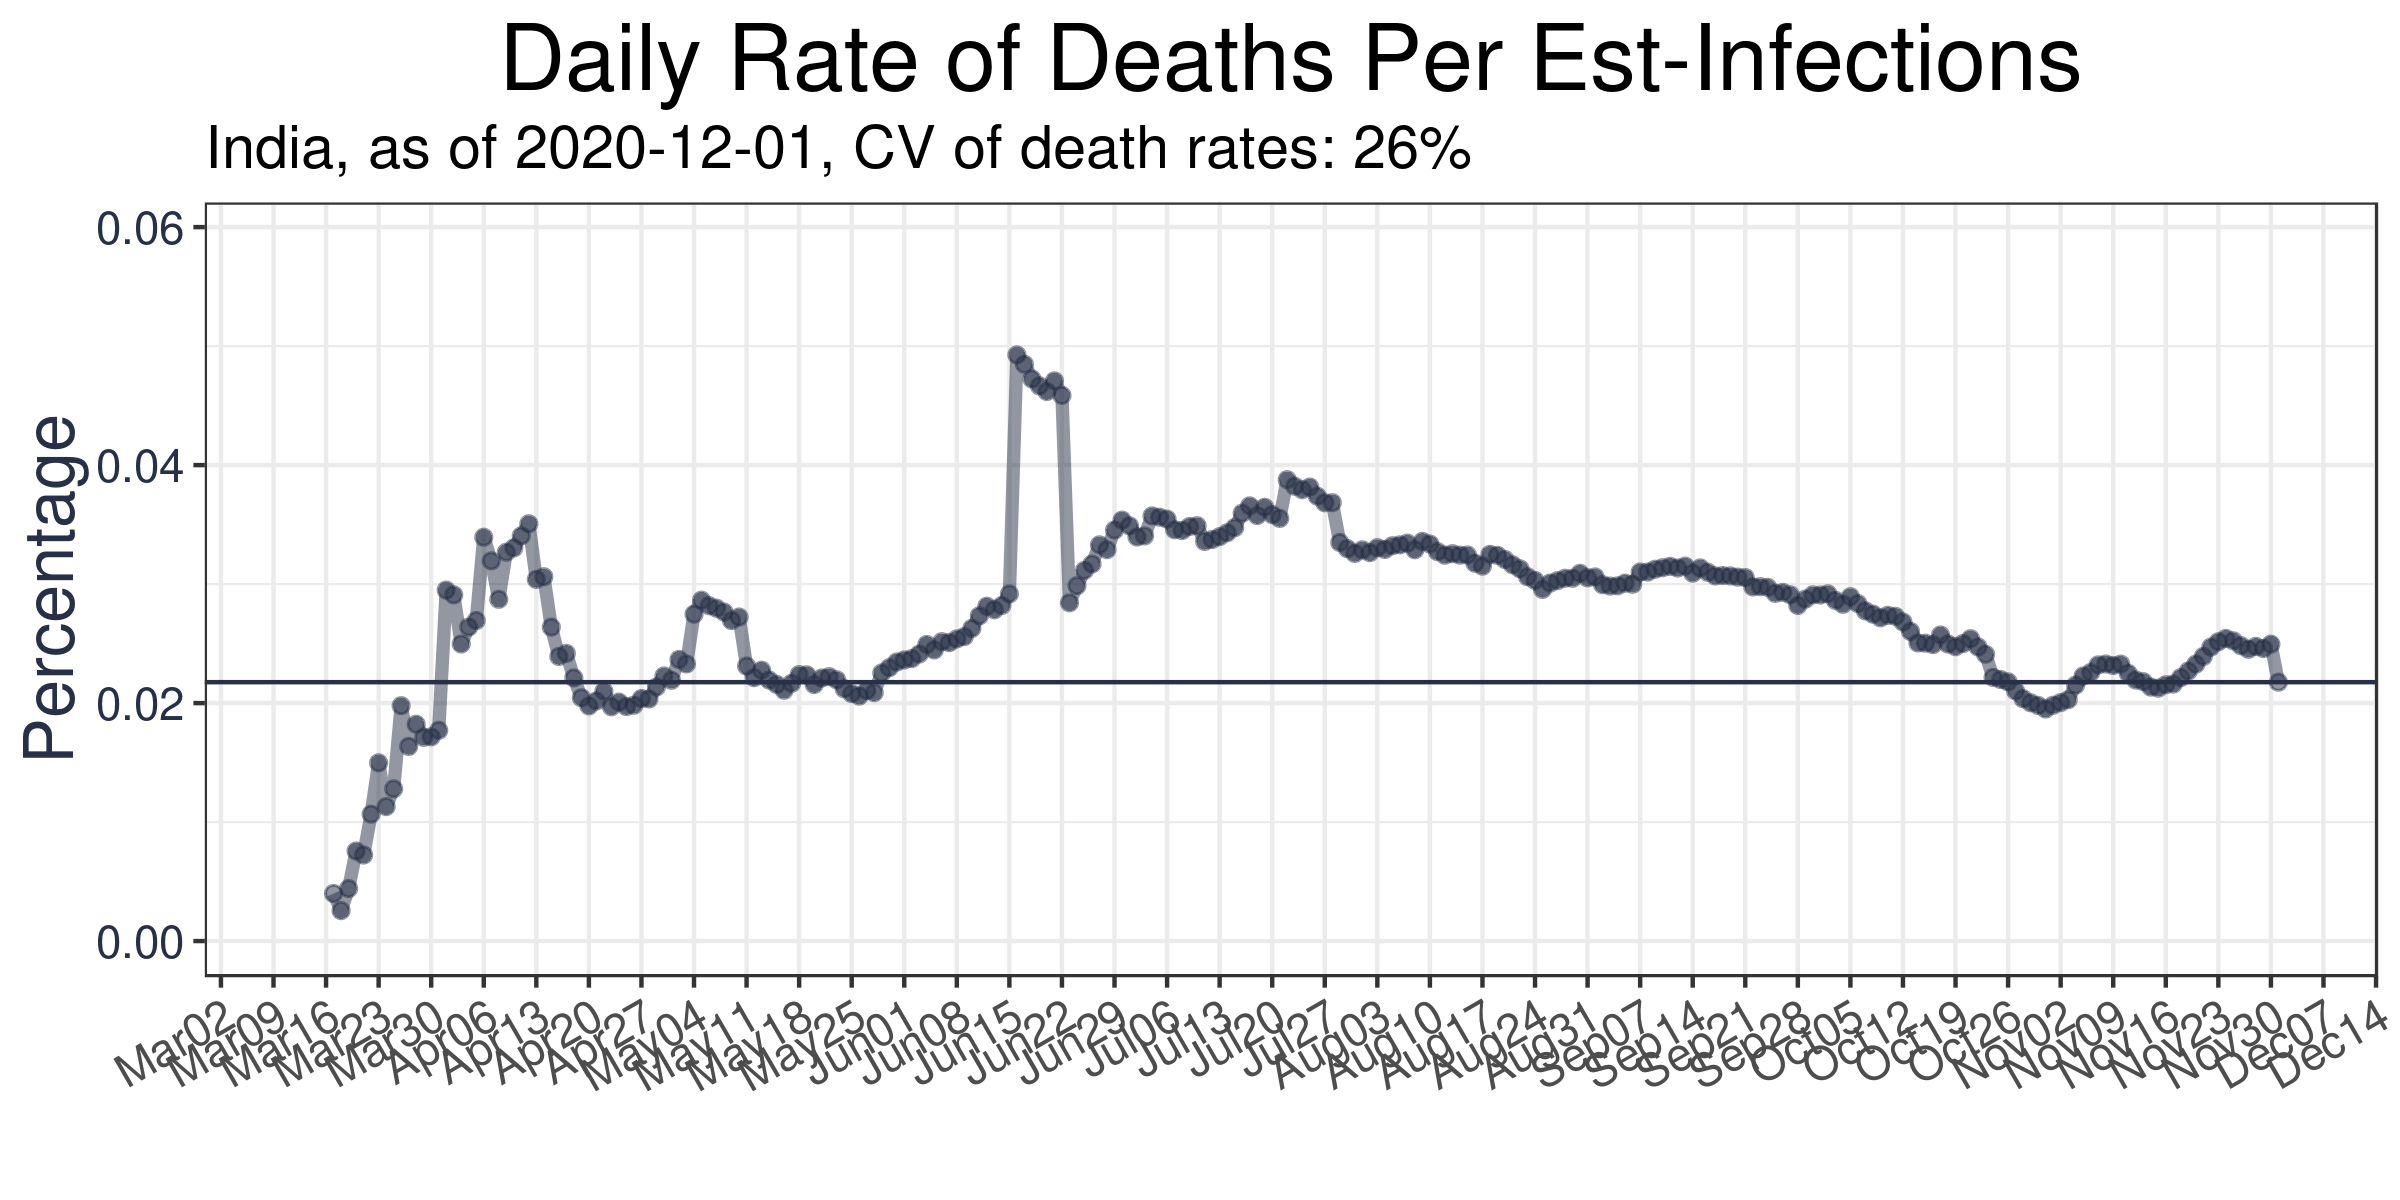 Daily Rate of Deaths Per Est-Infections
India, as of 2020-12-01, CV of death rates: 26%
Percentage
0.06
0.04
0.02
0.00
Mar02
Mar09
Mar16
Mar23
Mar30
Apr06
Apr13
Apr20
Apr27
May04
May11
May18
May25
Jun01
Jun08
Jun15
Jun22
Jun29
Jul06
Jul13
Jul20
Jul27
Aug03
Aug10
Aug17
Aug24
Aug31
Sep07
Sep14
Sep21
Sep28
Oct05
Oct12
Oct19
Oct26
Nov02
Nov09
Nov16
Nov23
Nov30
Dec07
Dec14